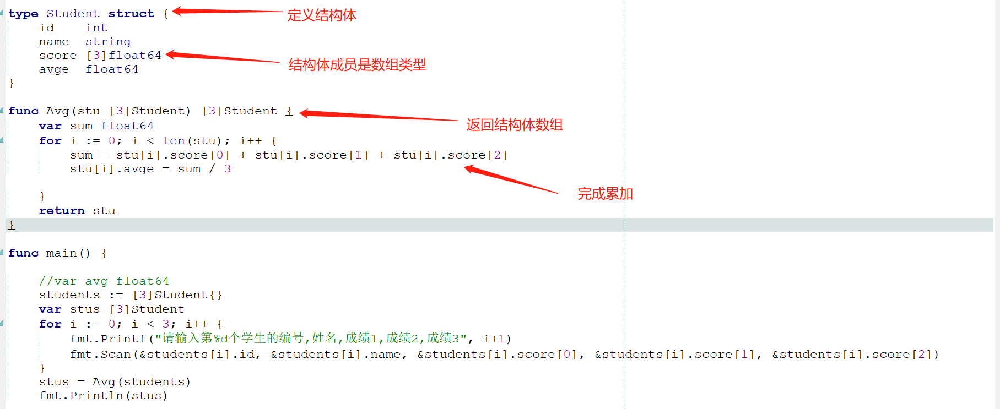 type Student struct {
定义结构体
id    int
name  string
score [3]float64
结构体成员是数组类型
avge  float64
}
func Avg(stu [3]Student) [3]Student {
返回结构体数组
var sum float64
for i := 0; i < len(stu); i++ {
sum = stu[i].score[0] + stu[i].score[1] + stu[i].score[2]
stu[i].avge = sum / 3
完成累加
}
return stu
}
func main() {
//var avg float64
students := [3]Student{}
var stus [3]Student
for i := 0; i < 3; i++ {
fmt.Printf("请输入第%d个学生的编号,姓名,成绩1,成绩2,成绩3", i+1)
fmt.Scan(&students[i].id, &students[i].name, &students[i].score[0], &students[i].score[1], &students[i].score[2])
}
stus = Avg(students)
fmt.Println(stus)